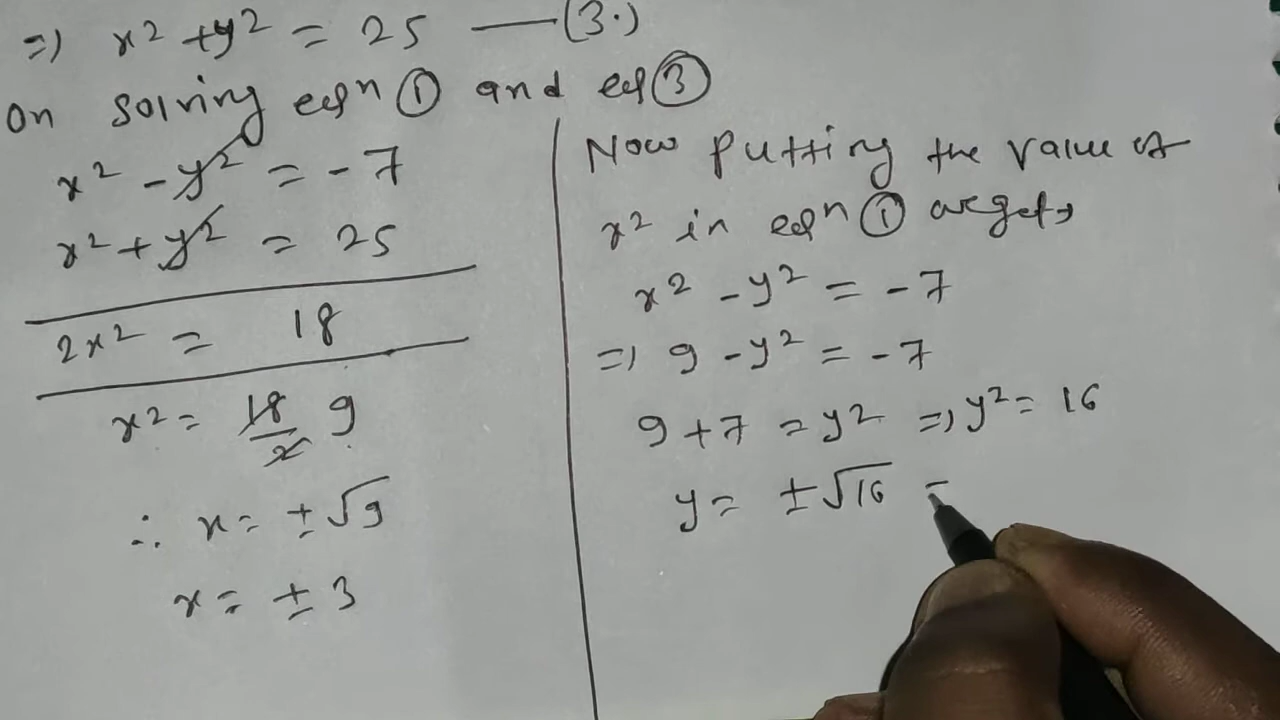 =) x² + y² = 25 —(3.)
On solving eqⁿ ① and eq ③
x² - y² = -7
x² + y² = 25
2x² = 18
x² = 18/2 9
∴ x = ±√9
x = ± 3
Now putting the value of
x² in eqⁿ ① we get,
x² - y² = -7
=) 9 - y² = -7
9 + 7 = y² =) y² = 16
y = ±√16 =